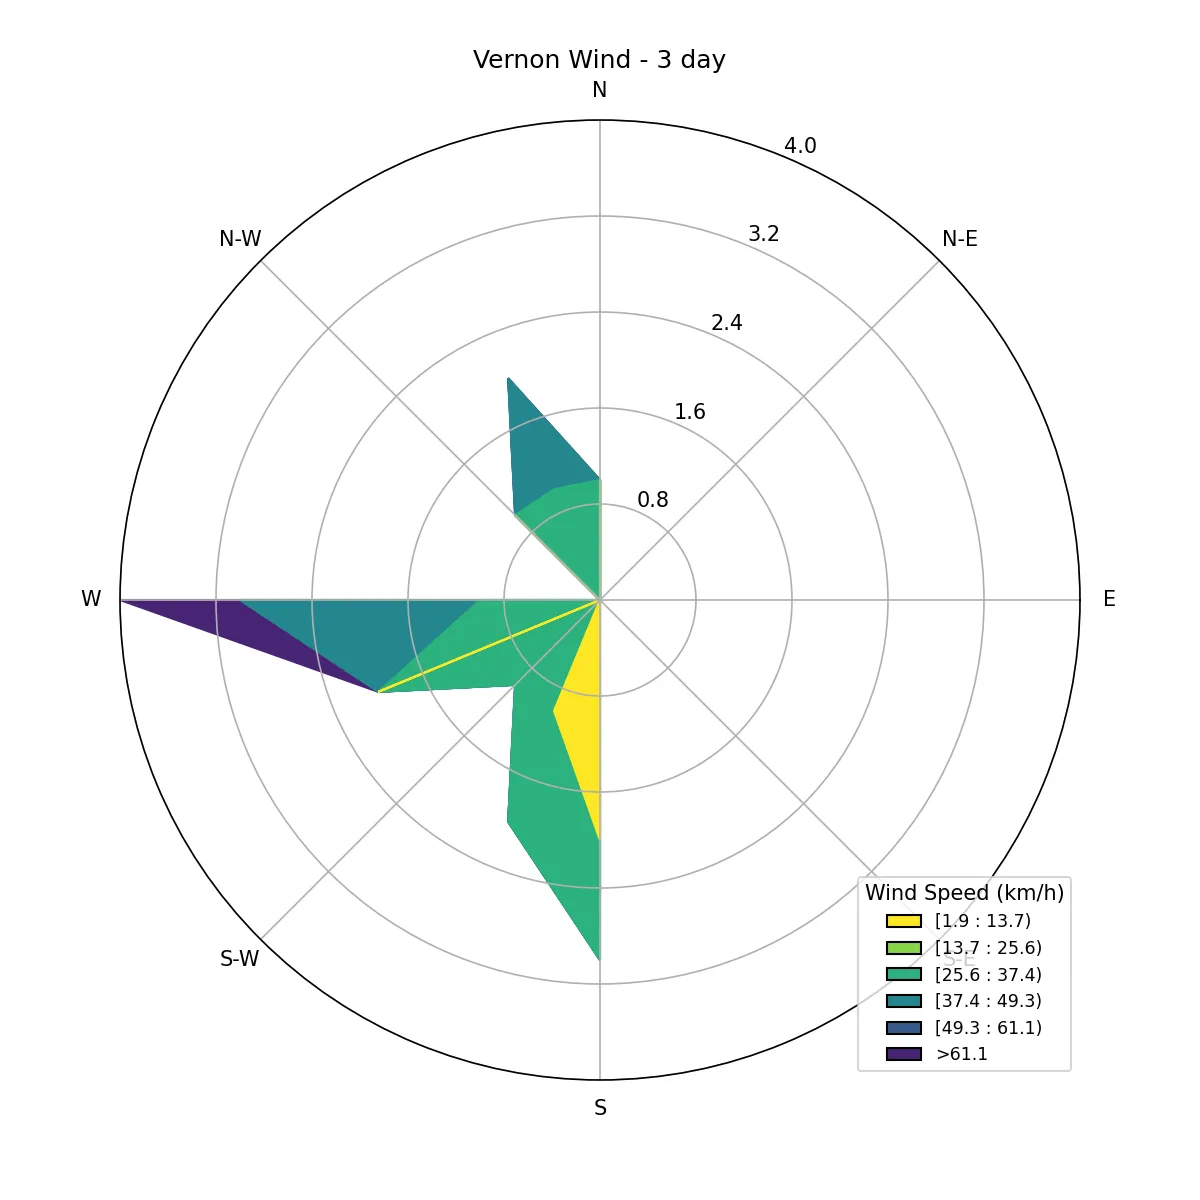 Vernon Wind - 3 day
N
4.0
N-W
3.2
N-E
2.4
1.6
0.8
W
E
Wind Speed (km/h)
[1.9 : 13.7)
[13.7 : 25.6)
S-W
S-E
[25.6 : 37.4)
[37.4 : 49.3)
[49.3 : 61.1)
>61.1
S